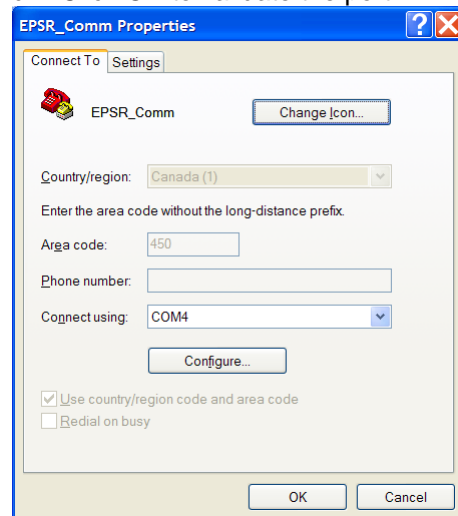 EPSR_Comm Properties
Connect To Settings
EPSR_Comm Change Icon...
Country/region: Canada (1)
Enter the area code without the long-distance prefix.
Area code: 450
Phone number:
Connect using: COM4
Configure...
Use country/region code and area code
Redial on busy
OK Cancel